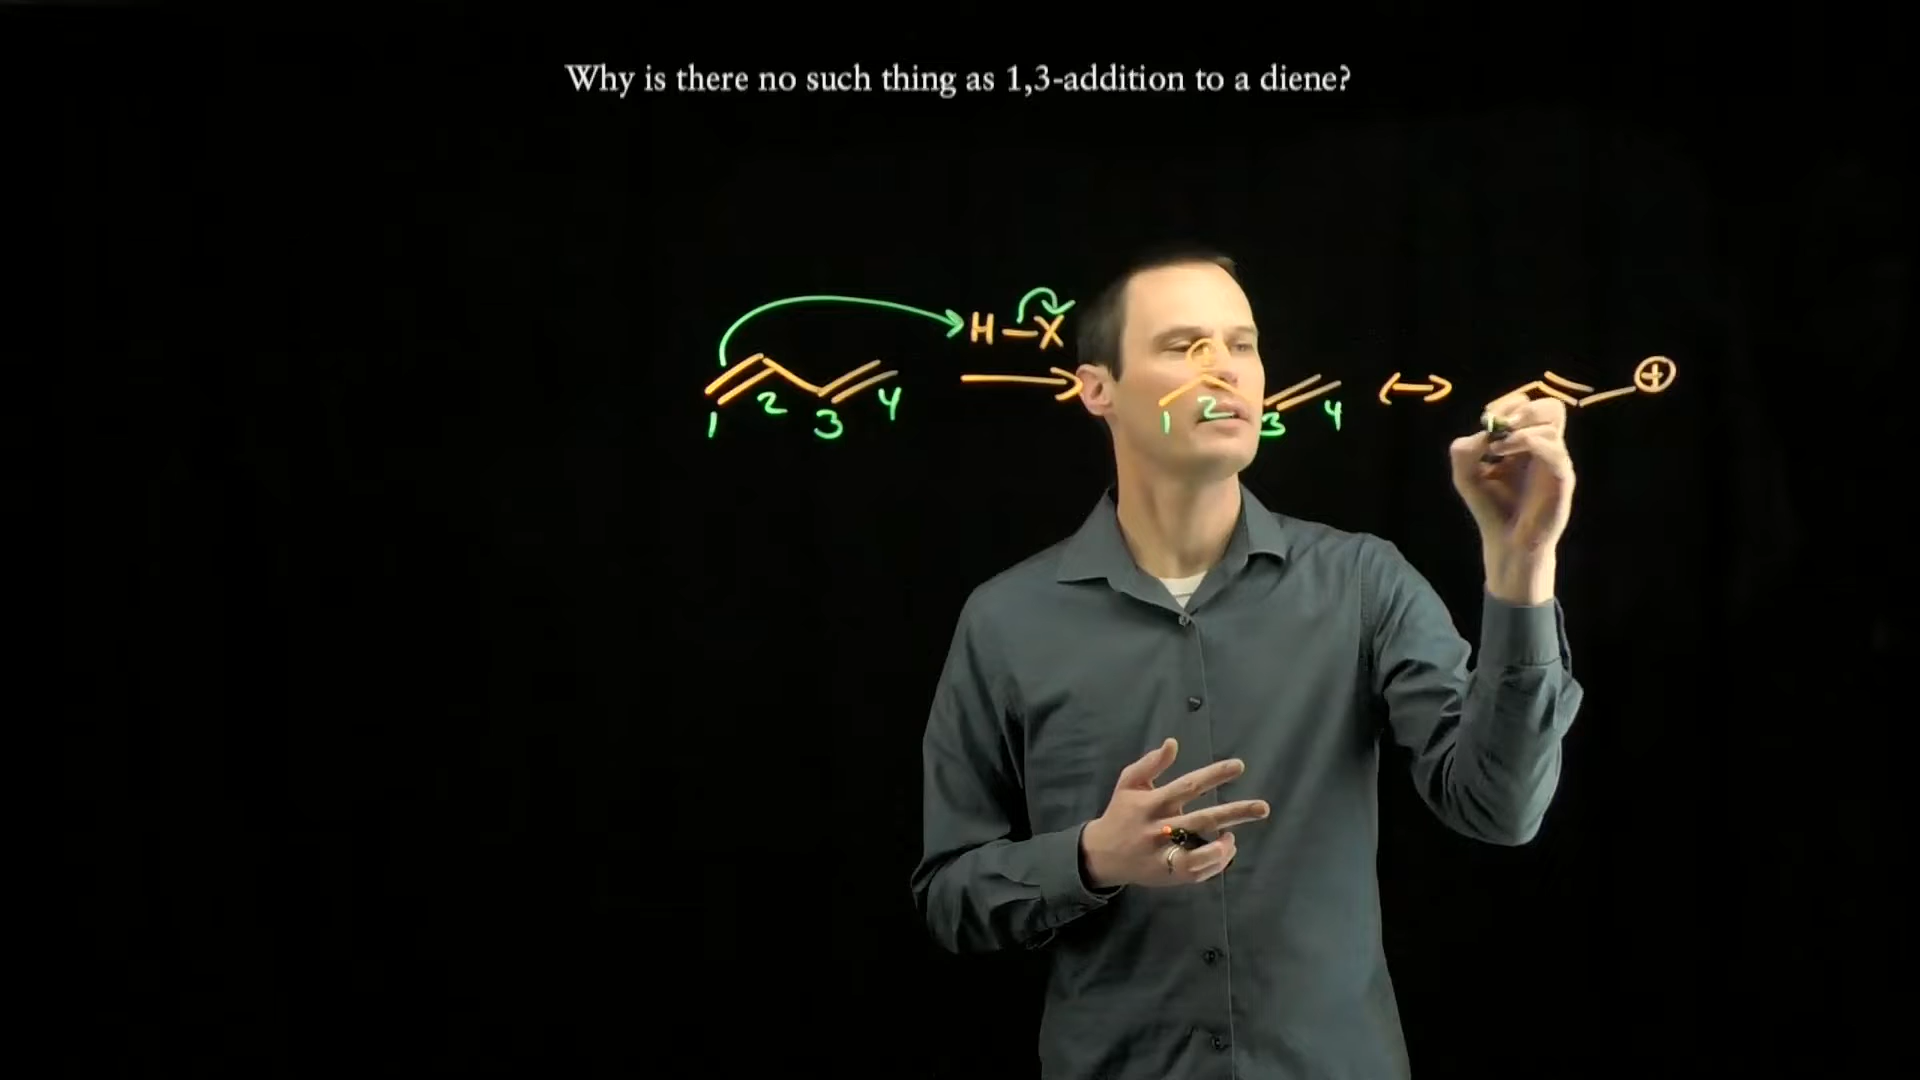 Why is there no such thing as 1,3-addition to a diene?
H—X
1 2 3 4
1 2 3 4
⊕
1